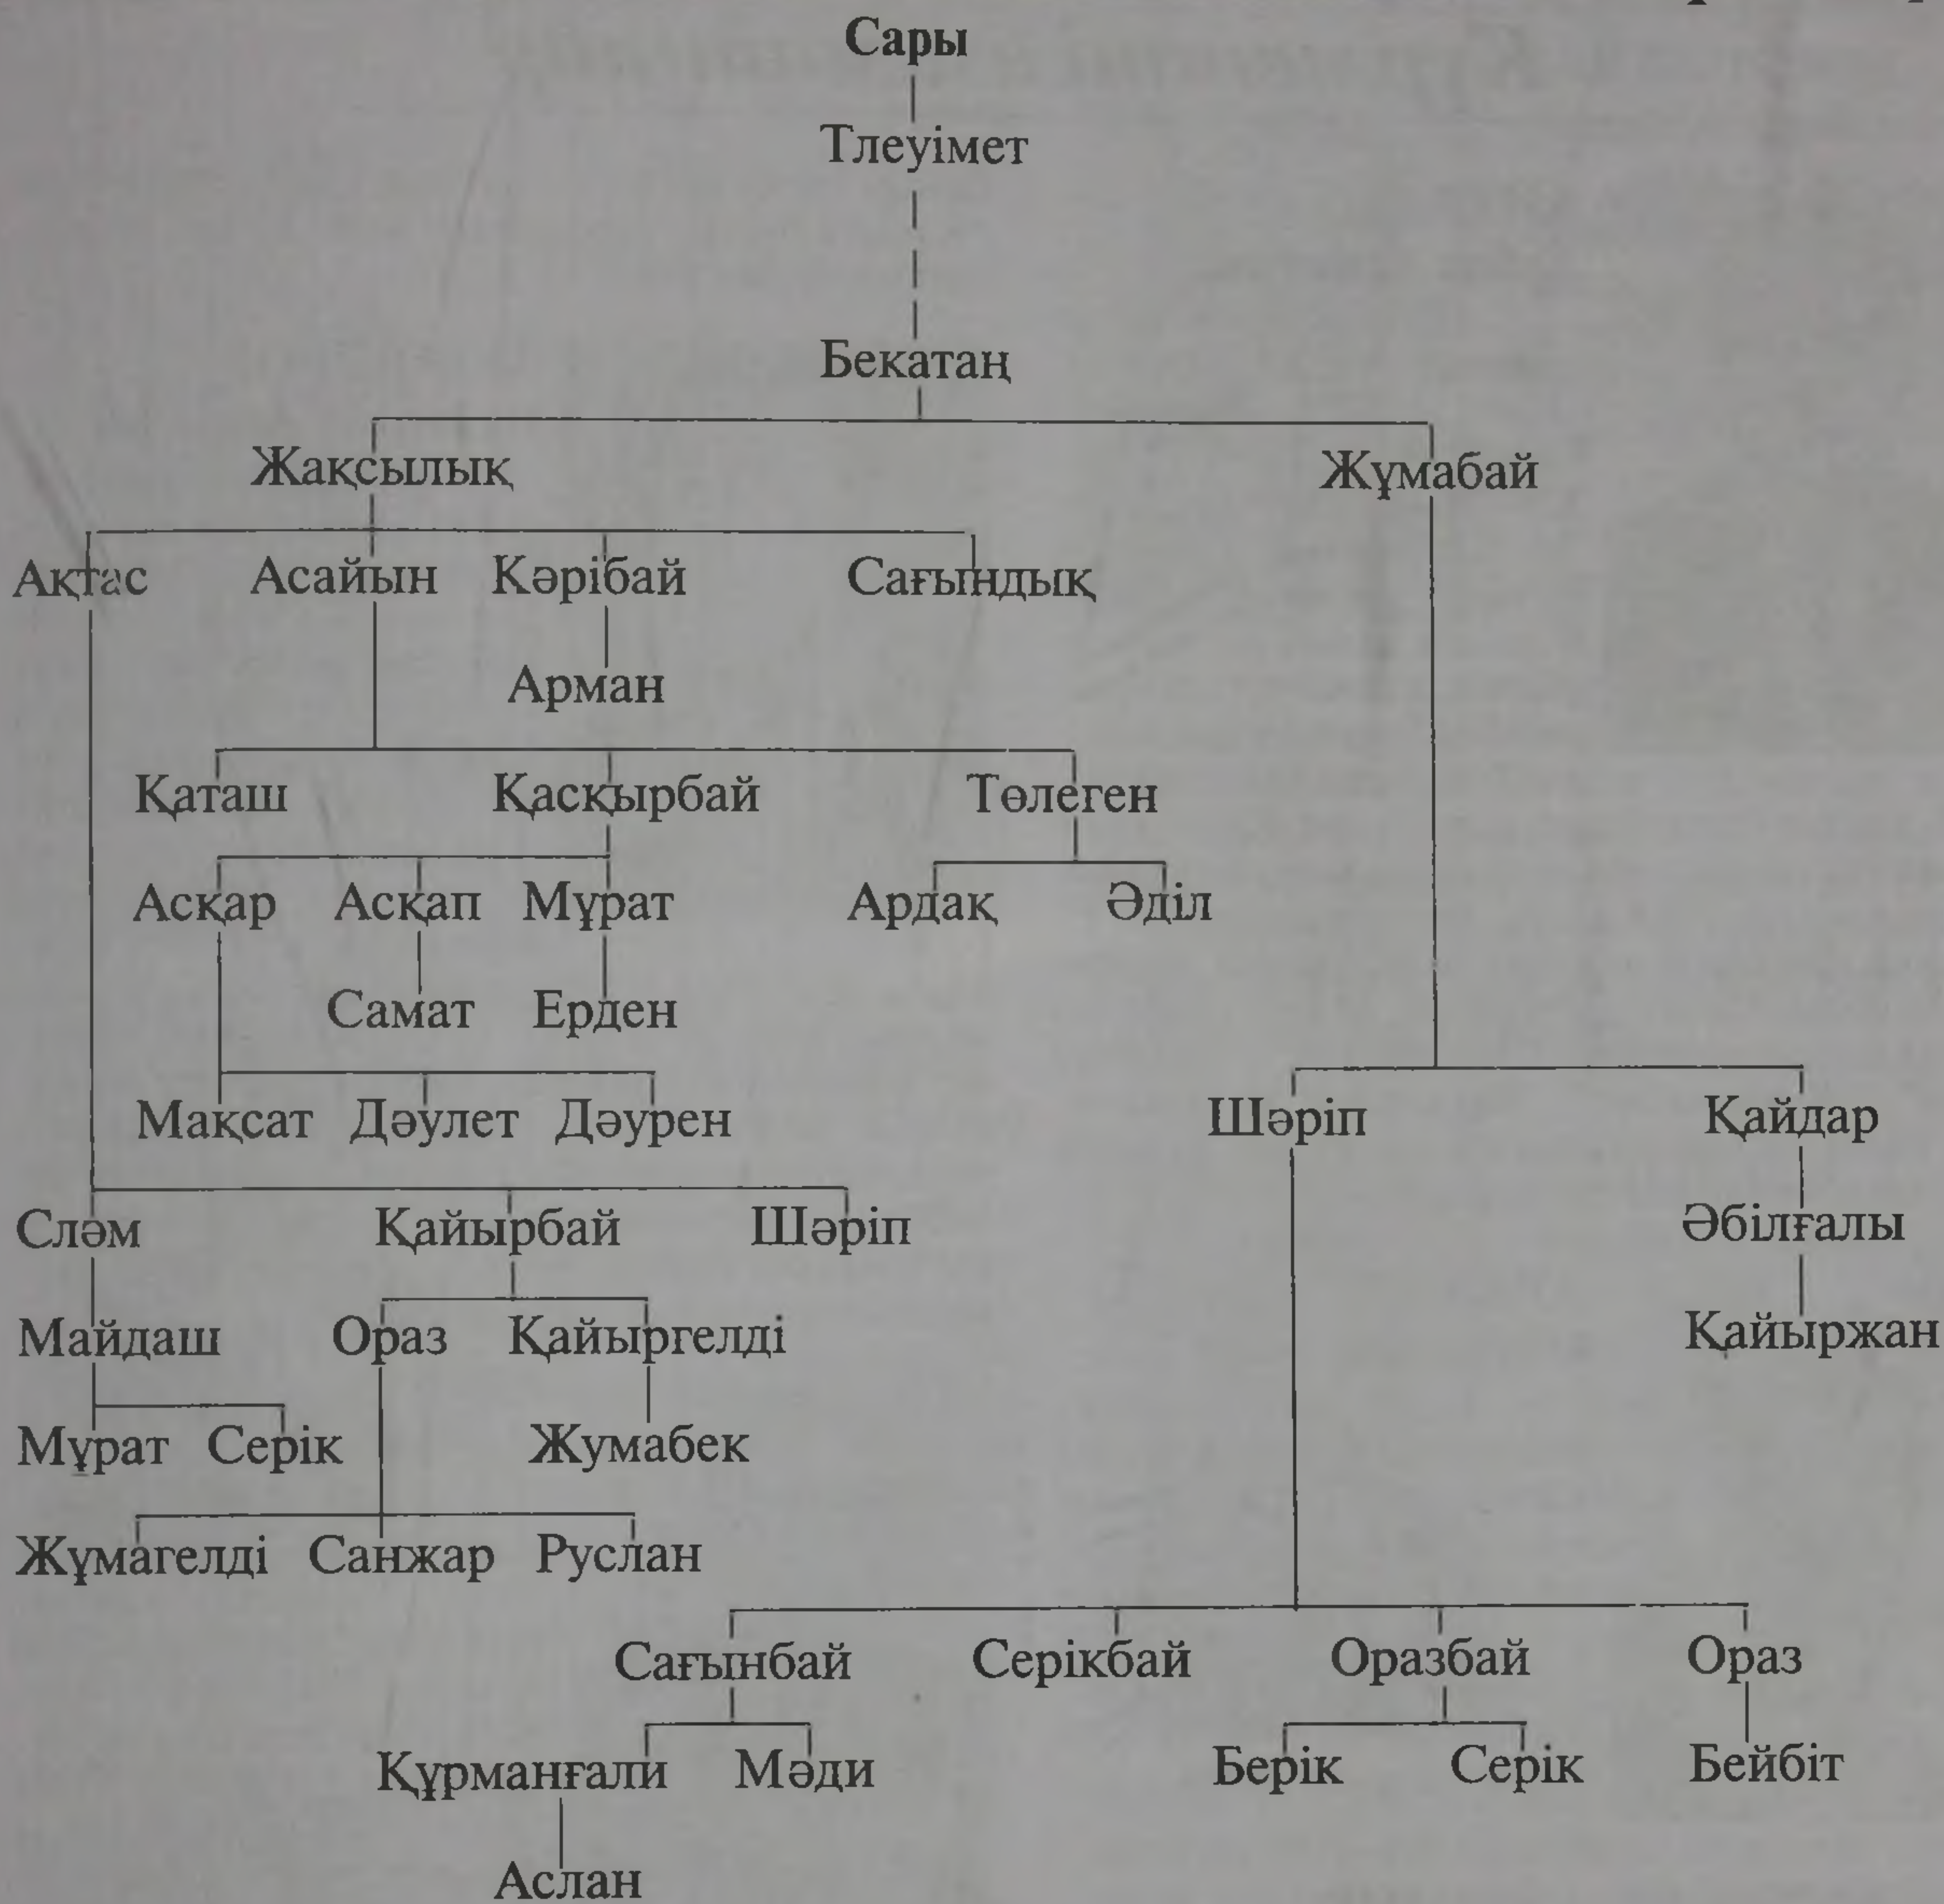 Сары
Тлеуімет
Бекатаң
Жақсылық Жұмабай
Ақтас Асайын Кәрібай Сағындық
Арман
Қаташ Қасқырбай Төлеген
Асқар Асқап Мұрат Ардақ Әділ
Самат Ерден
Мақсат Дәулет Дәурен Шәріп Қайдар
Сләм Қайырбай Шәріп Әбілғалы
Майдаш Ораз Қайыргелді Қайыржан
Мұрат Серік Жумабек
Жұмагелді Санжар Руслан
Сағынбай Серікбай Оразбай Ораз
Құрманғали Мәди Берік Серік Бейбіт
Аслан